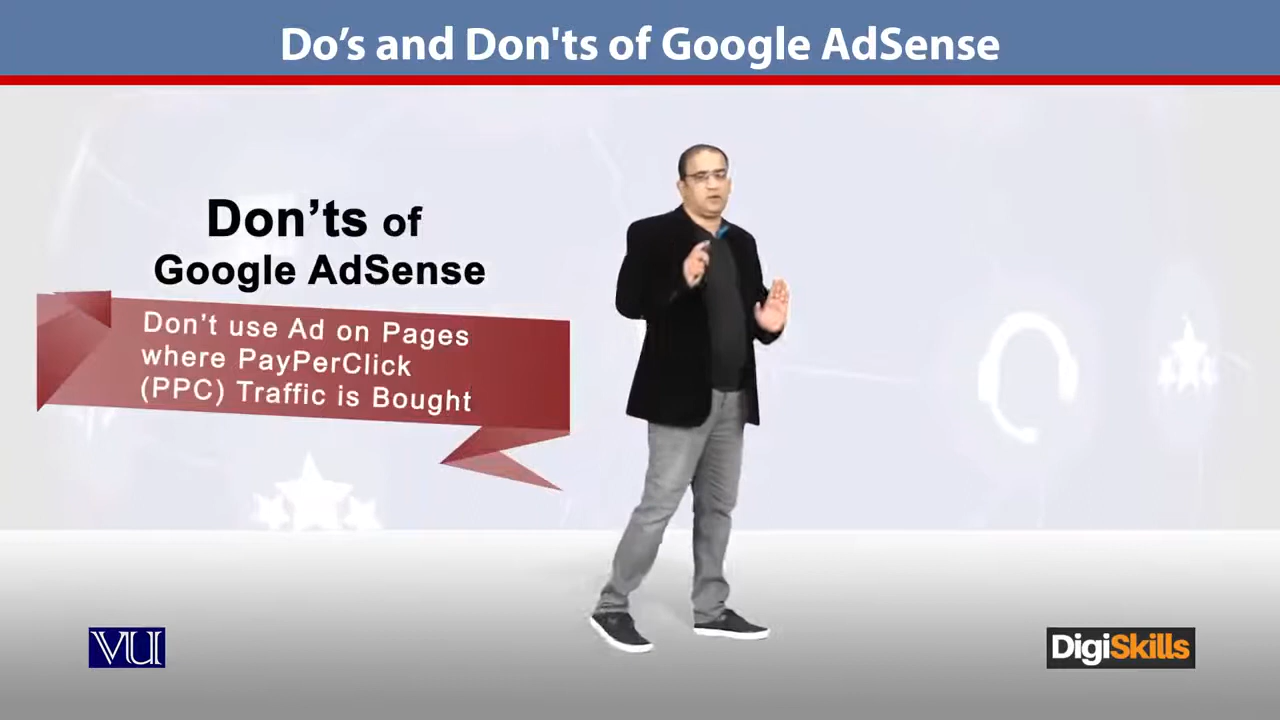 Do’s and Don'ts of Google AdSense
Don’ts of
Google AdSense
Don’t use Ad on Pages
where PayPerClick
(PPC) Traffic is Bought
VU
DigiSkills